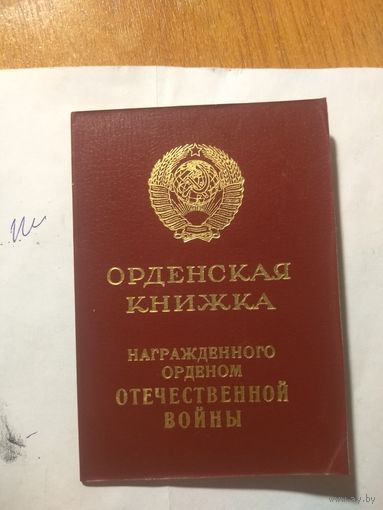 ОРДЕНСКАЯ
КНИЖКА
НАГРАЖДЕННОГО
ОРДЕНОМ
ОТЕЧЕСТВЕННОЙ
ВОЙНЫ